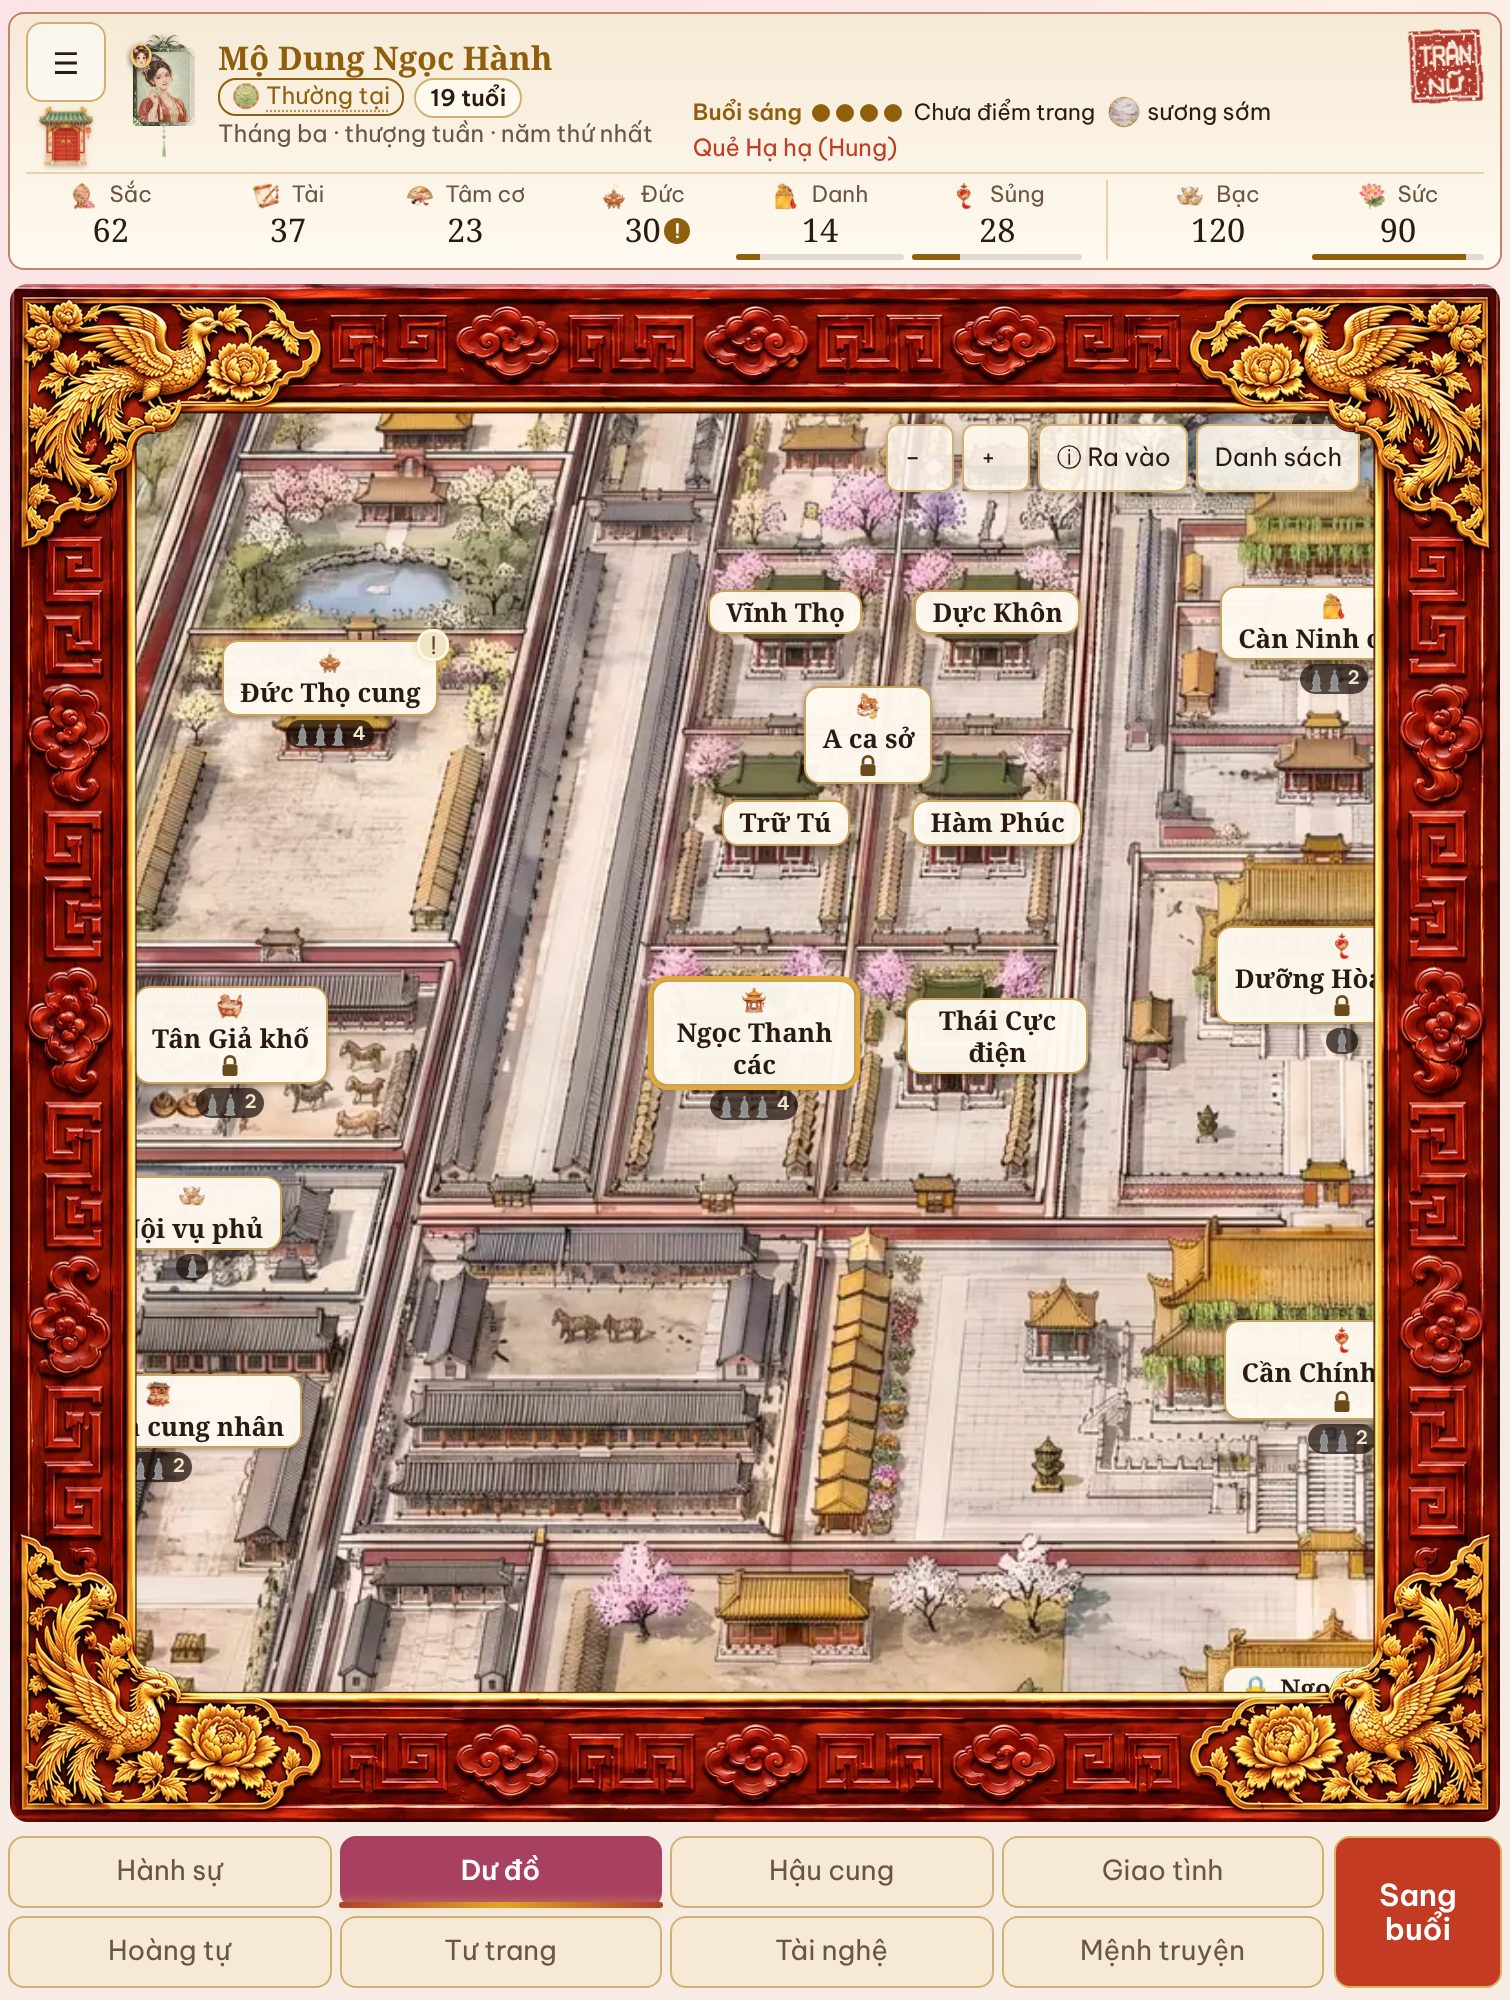 ☰
Mộ Dung Ngọc Hành
Thường tại 19 tuổi
Tháng ba · thượng tuần · năm thứ nhất
Buổi sáng Chưa điểm trang sương sớm
Quẻ Hạ hạ (Hung)
TRÂN
NỮ
Sắc Tài Tâm cơ Đức Danh Sủng Bạc Sức
62 37 23 30 ! 14 28 120 90
− + ⓘ Ra vào Danh sách
Vĩnh Thọ
Dực Khôn
Càn Ninh
2
!
Đức Thọ cung
4
A ca sở
Trữ Tú
Hàm Phúc
Dưỡng
Tân Giả khố
2
Ngọc Thanh
các
4
Thái Cực
điện
vụ phủ
cung nhân
2
Cần Chính
2
Hành sự
Dư đồ
Hậu cung
Giao tình
Hoàng tự
Tư trang
Tài nghệ
Mệnh truyện
Sang
buổi